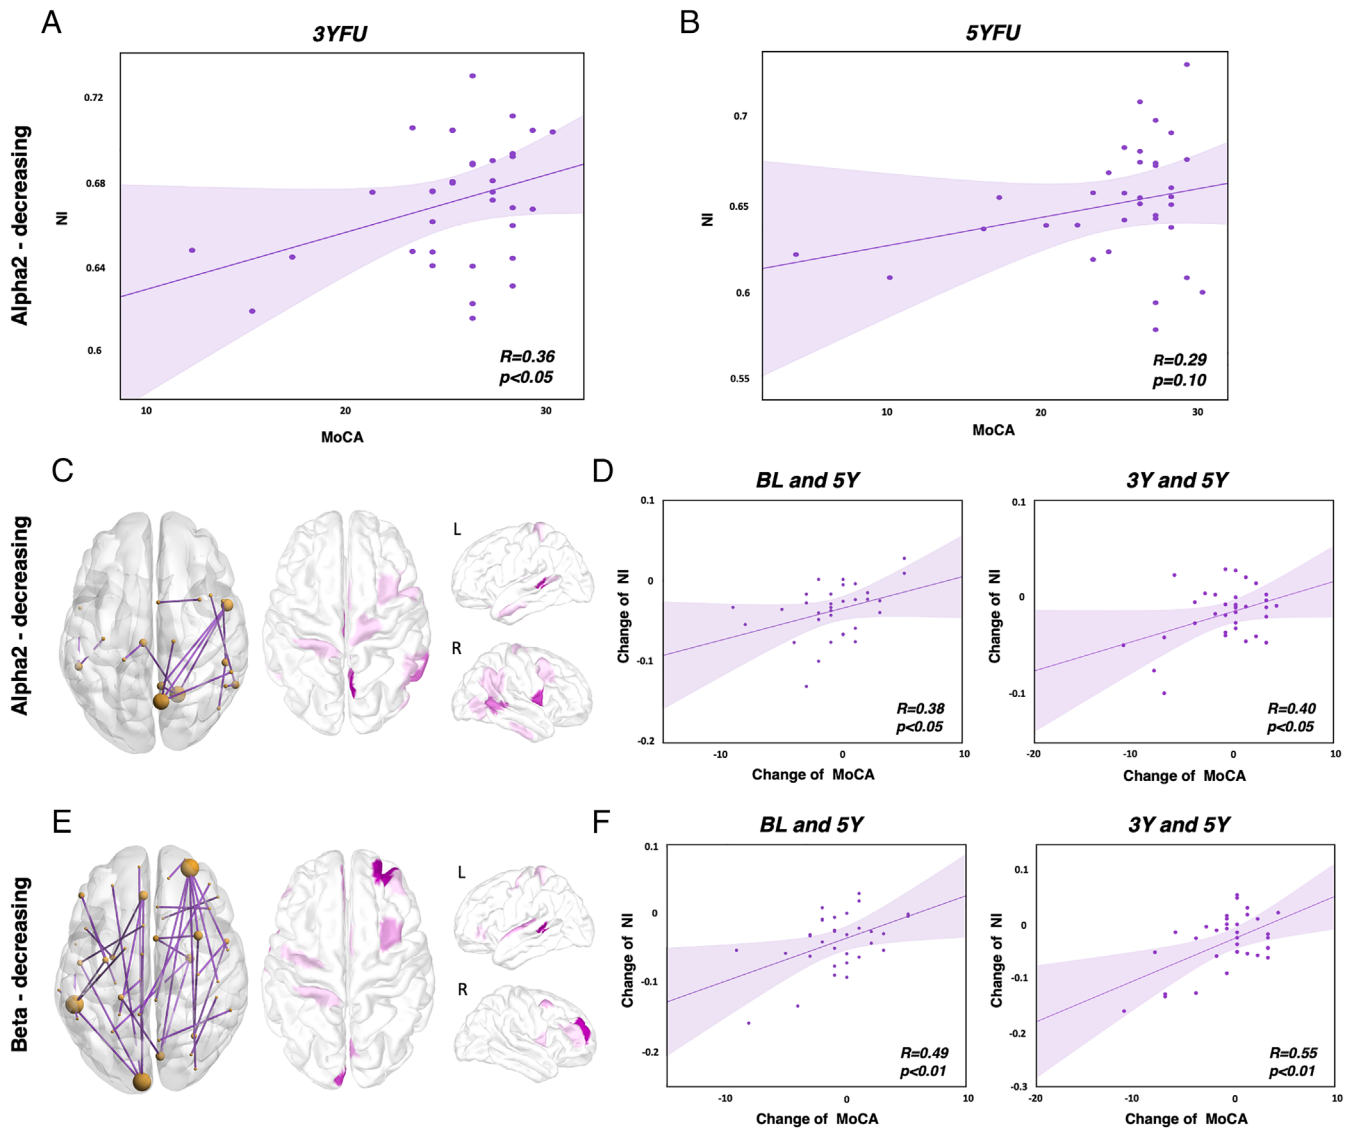 A
3YFU
Alpha2 - decreasing
NI
0.72
0.68
0.64
0.6
10
20
30
MoCA
R=0.36
p<0.05
B
5YFU
NI
0.7
0.65
0.6
0.55
10
20
30
MoCA
R=0.29
p=0.10
C
Alpha2 - decreasing
L
R
D
BL and 5Y
Change of NI
0.1
0
-0.1
-0.2
-10
0
10
Change of MoCA
R=0.38
p<0.05
3Y and 5Y
Change of NI
0.1
0
-0.1
-20
-10
0
10
Change of MoCA
R=0.40
p<0.05
E
Beta - decreasing
L
R
F
BL and 5Y
Change of NI
0.1
0
-0.1
-0.2
-10
0
10
Change of MoCA
R=0.49
p<0.01
3Y and 5Y
Change of NI
0.1
0
-0.1
-0.2
-0.3
-20
-10
0
10
Change of MoCA
R=0.55
p<0.01